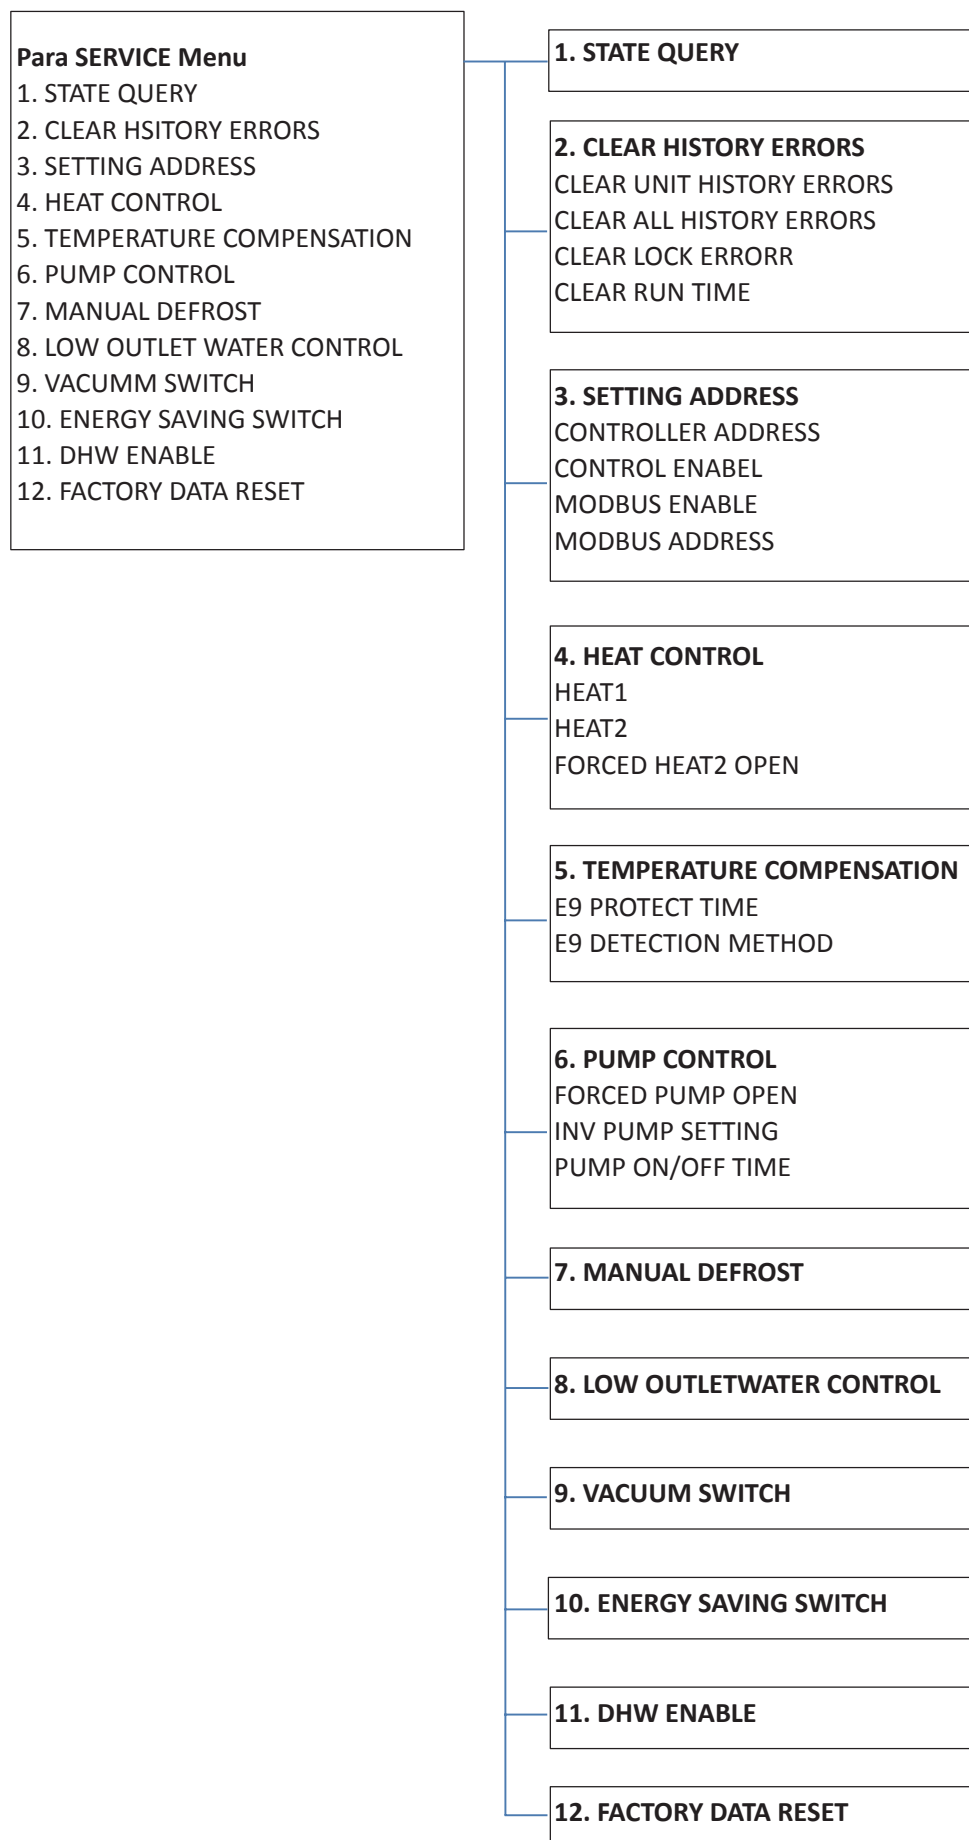 Para SERVICE Menu
1. STATE QUERY
2. CLEAR HSITORY ERRORS
3. SETTING ADDRESS
4. HEAT CONTROL
5. TEMPERATURE COMPENSATION
6. PUMP CONTROL
7. MANUAL DEFROST
8. LOW OUTLET WATER CONTROL
9. VACUMM SWITCH
10. ENERGY SAVING SWITCH
11. DHW ENABLE
12. FACTORY DATA RESET
1. STATE QUERY
2. CLEAR HISTORY ERRORS
CLEAR UNIT HISTORY ERRORS
CLEAR ALL HISTORY ERRORS
CLEAR LOCK ERRORR
CLEAR RUN TIME
3. SETTING ADDRESS
CONTROLLER ADDRESS
CONTROL ENABEL
MODBUS ENABLE
MODBUS ADDRESS
4. HEAT CONTROL
HEAT1
HEAT2
FORCED HEAT2 OPEN
5. TEMPERATURE COMPENSATION
E9 PROTECT TIME
E9 DETECTION METHOD
6. PUMP CONTROL
FORCED PUMP OPEN
INV PUMP SETTING
PUMP ON/OFF TIME
7. MANUAL DEFROST
8. LOW OUTLETWATER CONTROL
9. VACUUM SWITCH
10. ENERGY SAVING SWITCH
11. DHW ENABLE
12. FACTORY DATA RESET